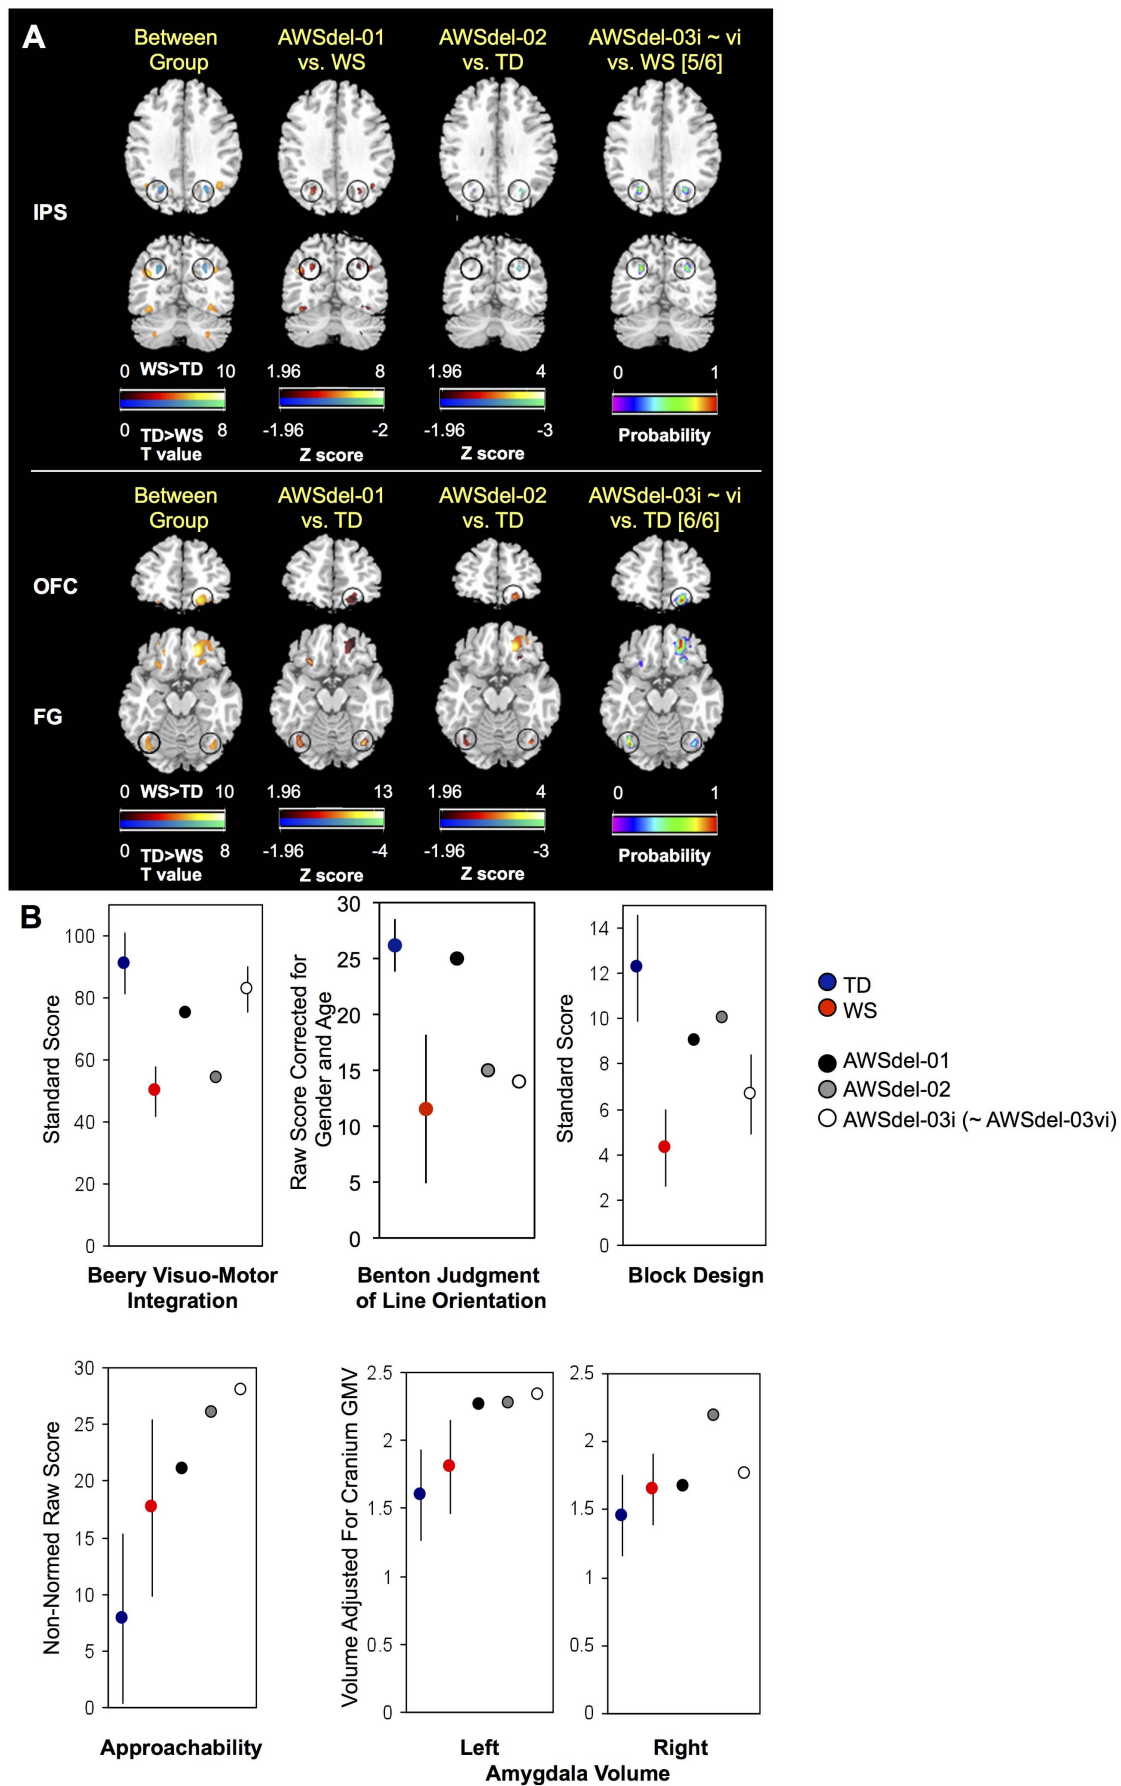 A
Between Group
AWSdel-01 vs. WS
AWSdel-02 vs. TD
AWSdel-03i ~ vi vs. WS [5/6]
IPS
0 WS>TD 10
1.96 8
1.96 4
0 1
0 TD>WS 8
T value
-1.96 -2
Z score
-1.96 -3
Z score
Probability
Between Group
AWSdel-01 vs. TD
AWSdel-02 vs. TD
AWSdel-03i ~ vi vs. TD [6/6]
OFC
FG
0 WS>TD 10
1.96 13
1.96 4
0 1
0 TD>WS 8
T value
-1.96 -4
Z score
-1.96 -3
Z score
Probability
B
Standard Score
100
80
60
40
20
0
Beery Visuo-Motor
Integration
Raw Score Corrected for
Gender and Age
30
25
20
15
10
5
0
Benton Judgment
of Line Orientation
Standard Score
14
12
10
8
6
4
2
0
Block Design
TD
WS
AWSdel-01
AWSdel-02
AWSdel-03i (~ AWSdel-03vi)
Non-Normed Raw Score
30
25
20
15
10
5
0
Approachability
Volume Adjusted For Cranium GMV
2.5
2
1.5
1
0.5
0
Left
2.5
2
1.5
1
0.5
0
Right
Amygdala Volume